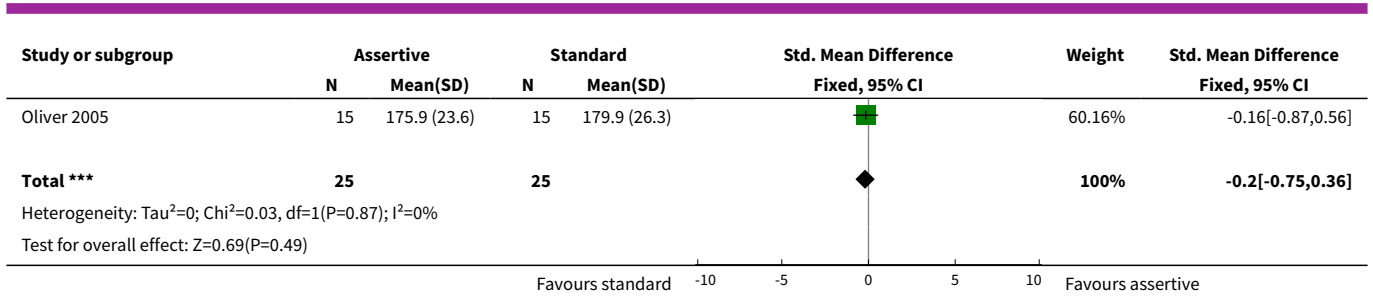 Study or subgroup Assertive Standard Std. Mean Difference Weight Std. Mean Difference
N Mean(SD) N Mean(SD) Fixed, 95% CI Fixed, 95% CI
Oliver 2005 15 175.9 (23.6) 15 179.9 (26.3) 60.16% -0.16[-0.87,0.56]
Total *** 25 25 100% -0.2[-0.75,0.36]
Heterogeneity: Tau²=0; Chi²=0.03, df=1(P=0.87); I²=0%
Test for overall effect: Z=0.69(P=0.49)
Favours standard -10 -5 0 5 10 Favours assertive